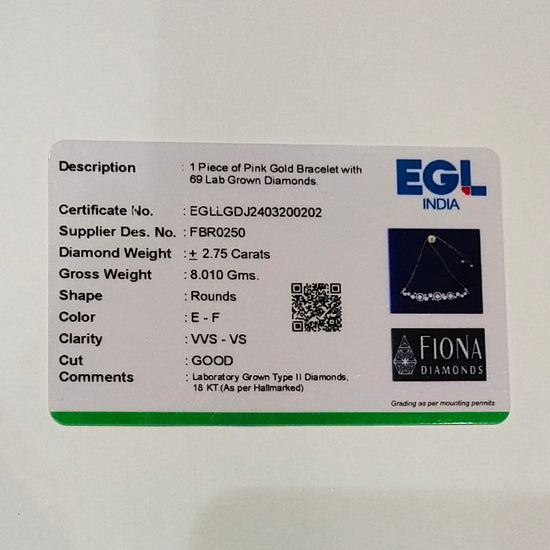 Description : 1 Piece of Pink Gold Bracelet with
69 Lab Grown Diamonds.
Certificate No. : EGLLGDJ2403200202
Supplier Des. No. : FBR0250
Diamond Weight : ± 2.75 Carats
Gross Weight : 8.010 Gms.
Shape : Rounds
Color : E - F
Clarity : VVS - VS
Cut : GOOD
Comments : Laboratory Grown Type II Diamonds,
18 KT.(As per Hallmarked)
EGL
INDIA
FIONA
DIAMONDS
Grading as per mounting permits